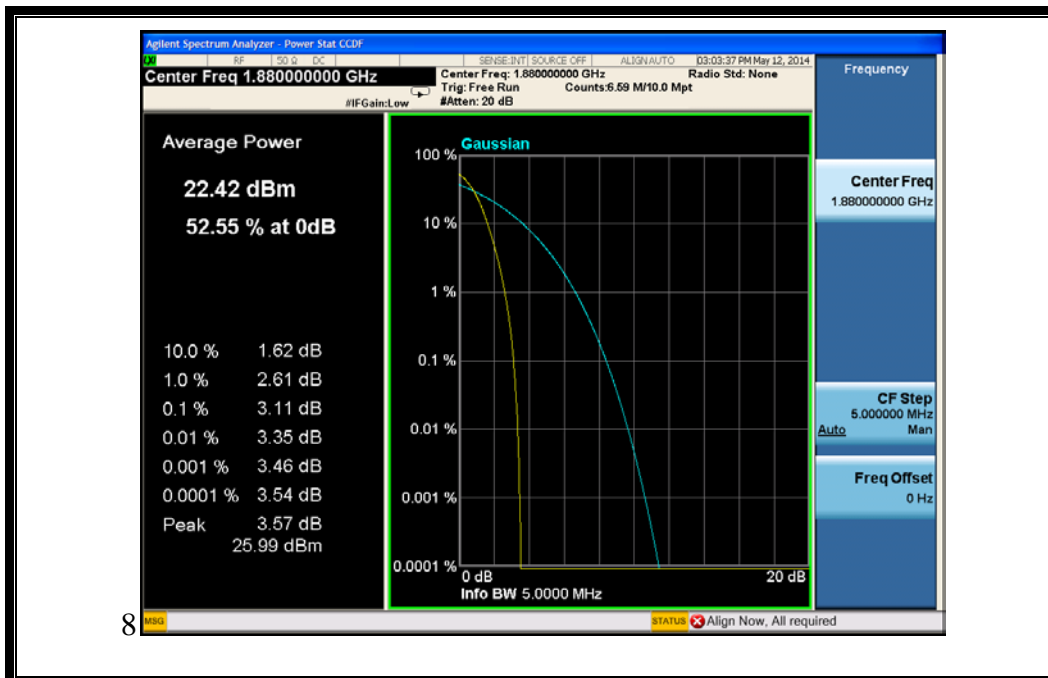 Agilent Spectrum Analyzer - Power Stat CCDF
LXI RF 50 Ω DC SENSE:INT SOURCE OFF ALIGNAUTO 03:03:37 PM May 12, 2014
Center Freq 1.880000000 GHz
Center Freq: 1.880000000 GHz Radio Std: None
Trig: Free Run Counts:6.59 M/10.0 Mpt
#IFGain:Low #Atten: 20 dB
Average Power
22.42 dBm
52.55 % at 0dB
10.0 % 1.62 dB
1.0 % 2.61 dB
0.1 % 3.11 dB
0.01 % 3.35 dB
0.001 % 3.46 dB
0.0001 % 3.54 dB
Peak 3.57 dB
25.99 dBm
Gaussian
100 %
10 %
1 %
0.1 %
0.01 %
0.001 %
0.0001 %
0 dB 20 dB
Info BW 5.0000 MHz
Frequency
Center Freq
1.880000000 GHz
CF Step
5.000000 MHz
Auto Man
Freq Offset
0 Hz
8
MSG STATUS Align Now, All required